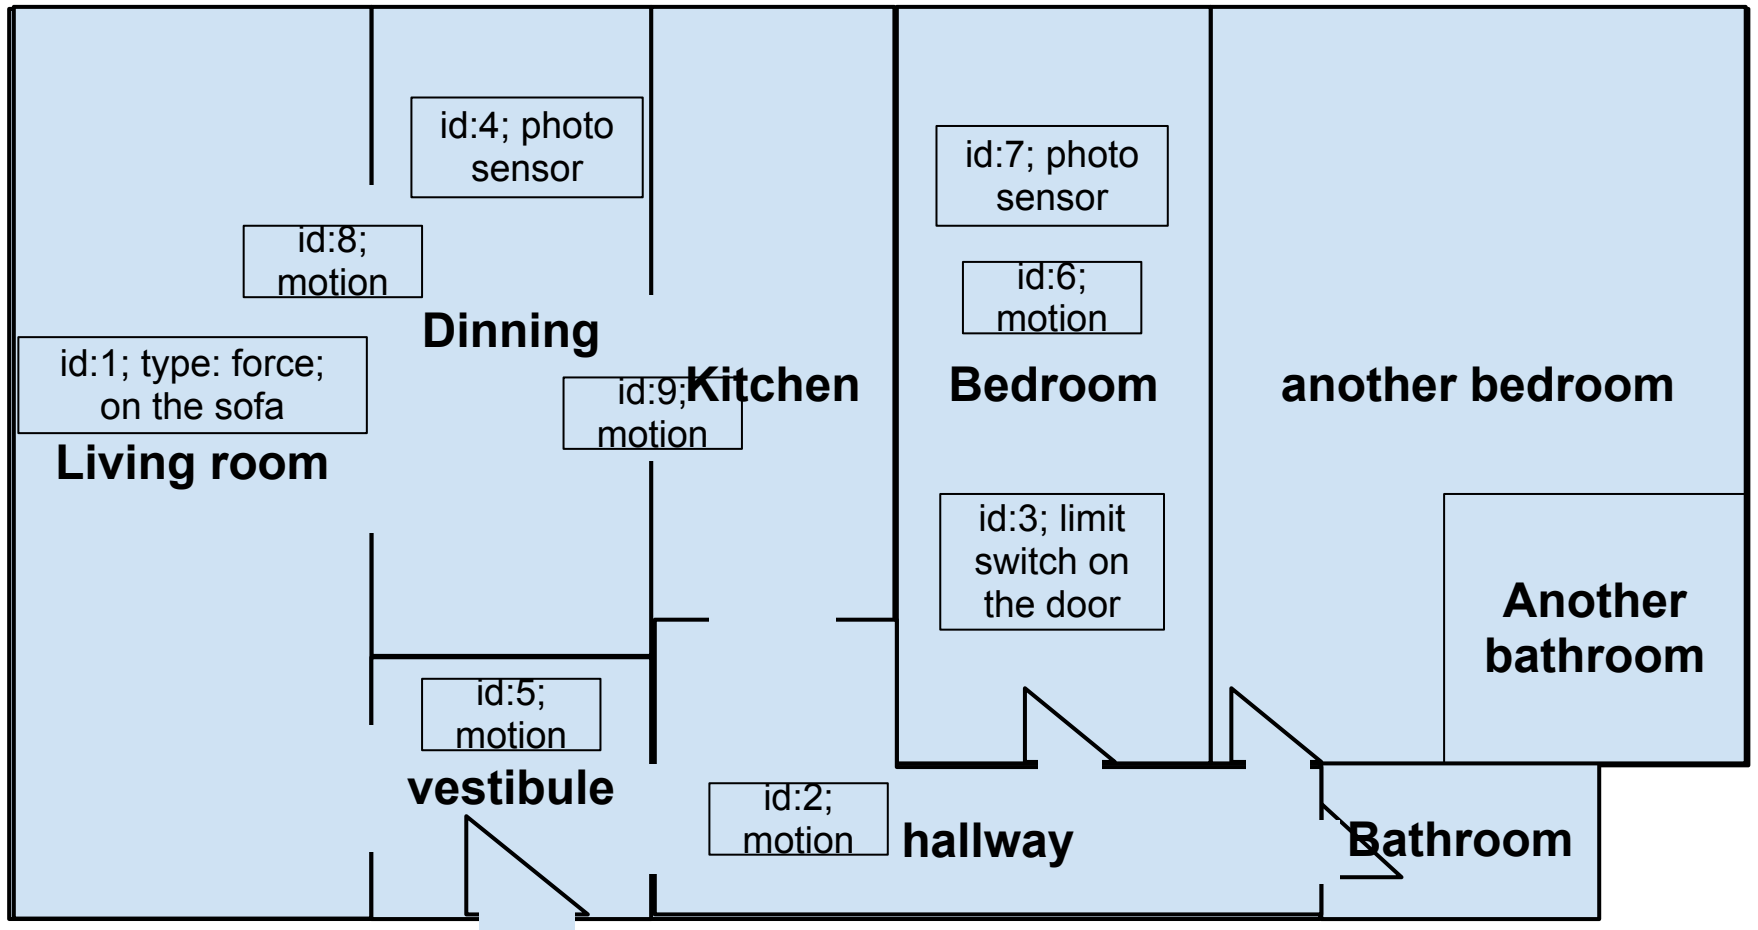 id:4; photo
sensor
id:7; photo
sensor
id:8;
motion
id:6;
motion
Dinning
id:1; type: force;
on the sofa
id:9;
motion
Kitchen
Bedroom
another bedroom
Living room
id:3; limit
switch on
the door
Another
bathroom
id:5;
motion
vestibule
id:2;
motion
hallway
Bathroom